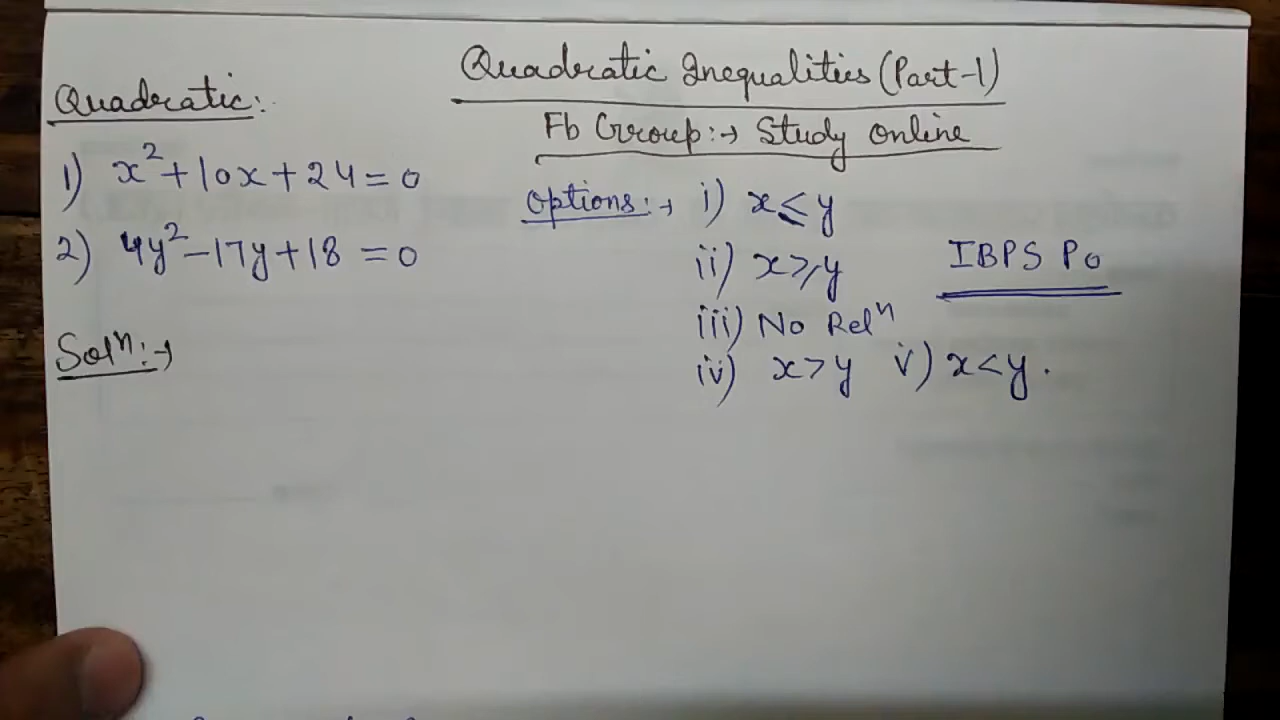 Quadratic Inequalities (Part-1)
Fb Group:→ Study Online
Quadratic:
1) x²+10x+24=0
2) 4y²-17y+18=0
Options:→ i) x≤y
ii) x≥y
iii) No Relⁿ
iv) x>y v) x<y.
IBPS PO
Solⁿ:→